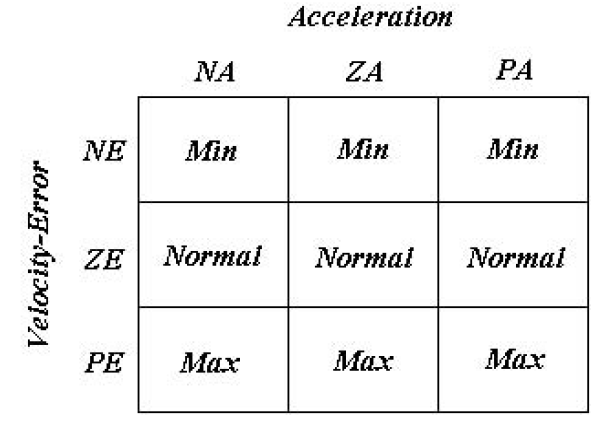 Acceleration
NA ZA PA
Velocity-Error
NE Min Min Min
ZE Normal Normal Normal
PE Max Max Max